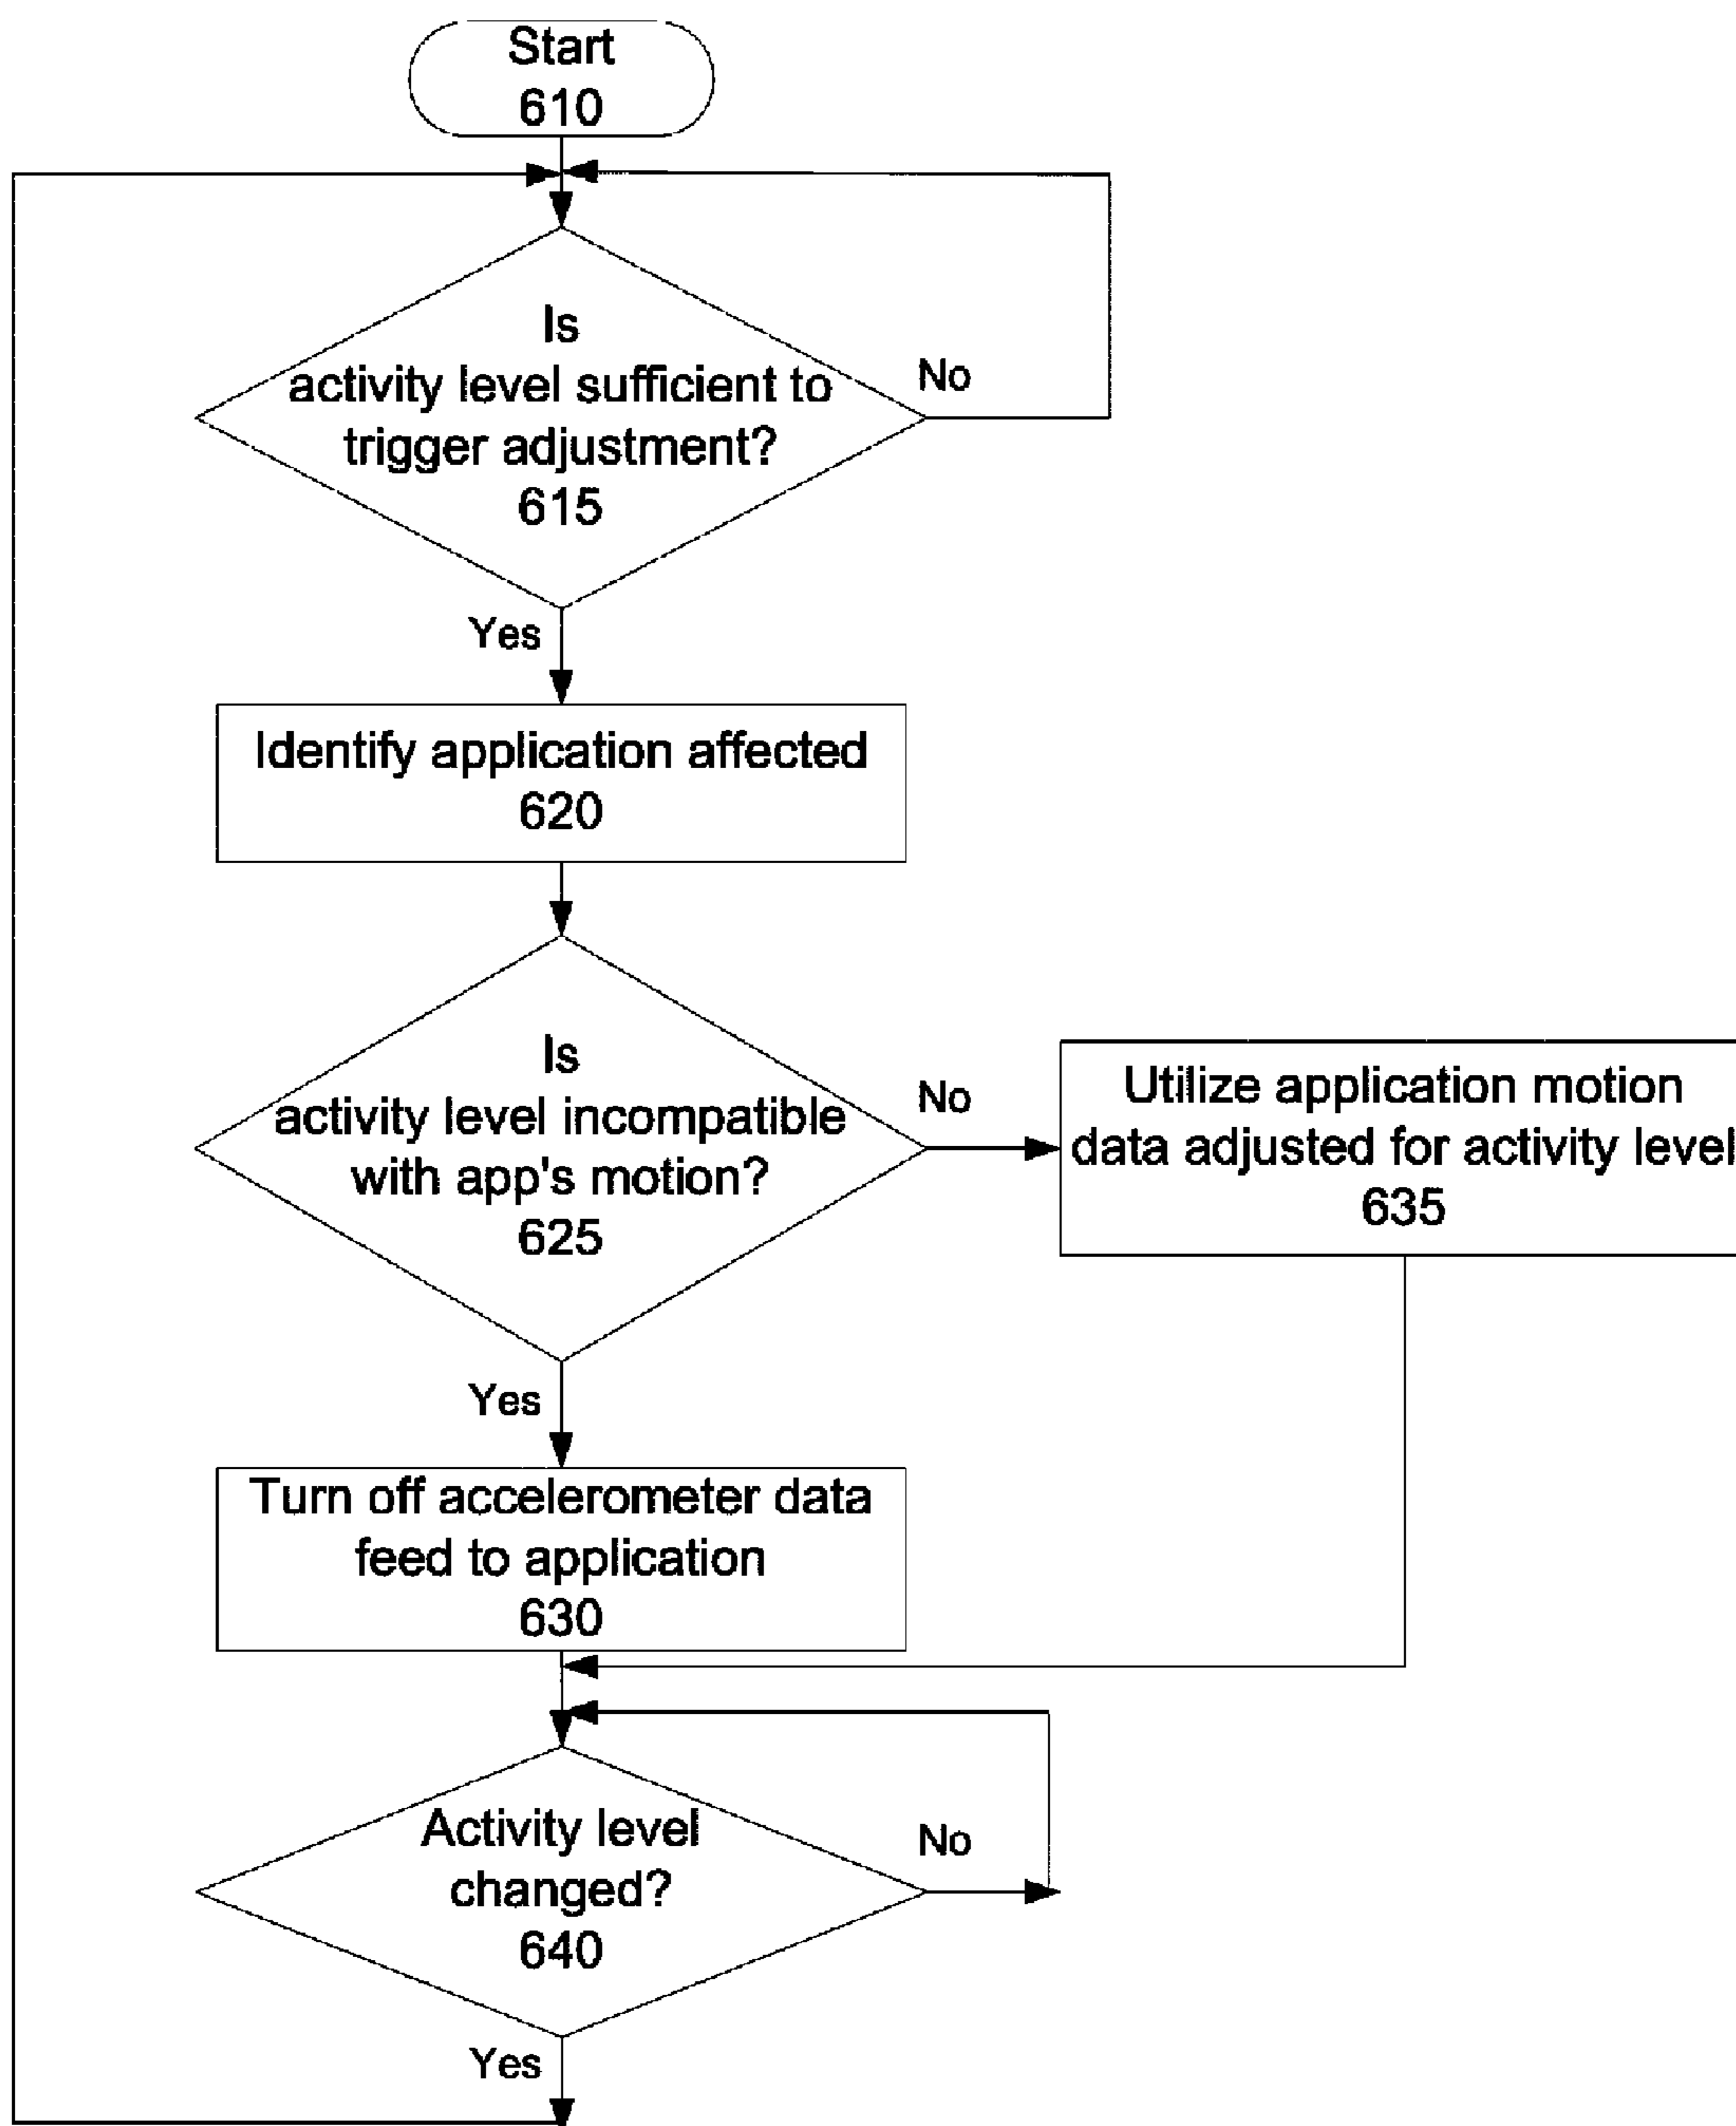 Start
610
Is
activity level sufficient to
trigger adjustment?
615
No
Yes
Identify application affected
620
Is
activity level incompatible
with app's motion?
625
No
Utilize application motion
data adjusted for activity level
635
Yes
Turn off accelerometer data
feed to application
630
Activity level
changed?
640
No
Yes